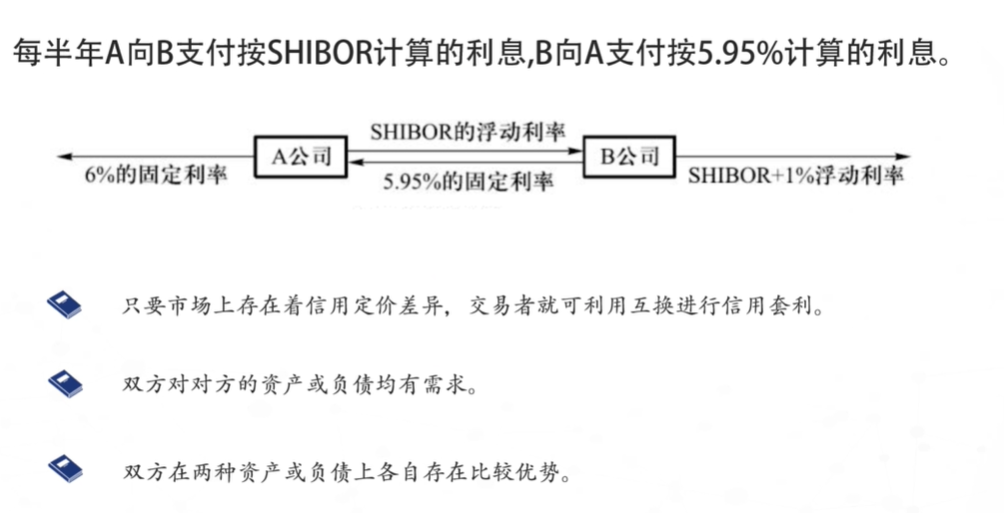 每半年A向B支付按SHIBOR计算的利息,B向A支付按5.95%计算的利息。
SHIBOR的浮动利率
A公司
B公司
6%的固定利率
5.95%的固定利率
SHIBOR+1%浮动利率
只要市场上存在着信用定价差异，交易者就可利用互换进行信用套利。
双方对对方的资产或负债均有需求。
双方在两种资产或负债上各自存在比较优势。